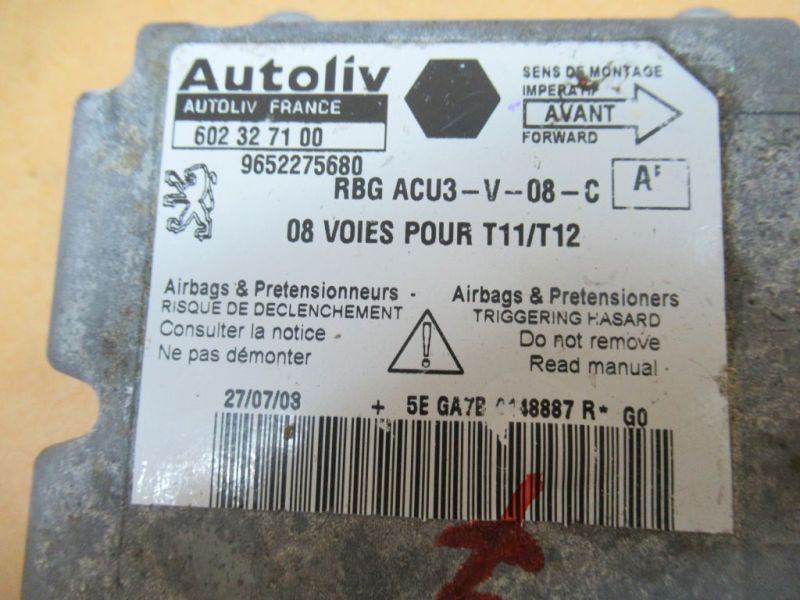 Autoliv
AUTOLIV FRANCE
602 32 71 00
9652275680
SENS DE MONTAGE
IMPERATIF
AVANT
FORWARD
RBG ACU3-V-08-C
08 VOIES POUR T11/T12
Airbags & Pretensionneurs -
RISQUE DE DECLENCHEMENT
Consulter la notice
Ne pas démonter
Airbags & Pretensioners
TRIGGERING HASARD
Do not remove
Read manual
27/07/03
+ 5E GA7B 8887 R* G0